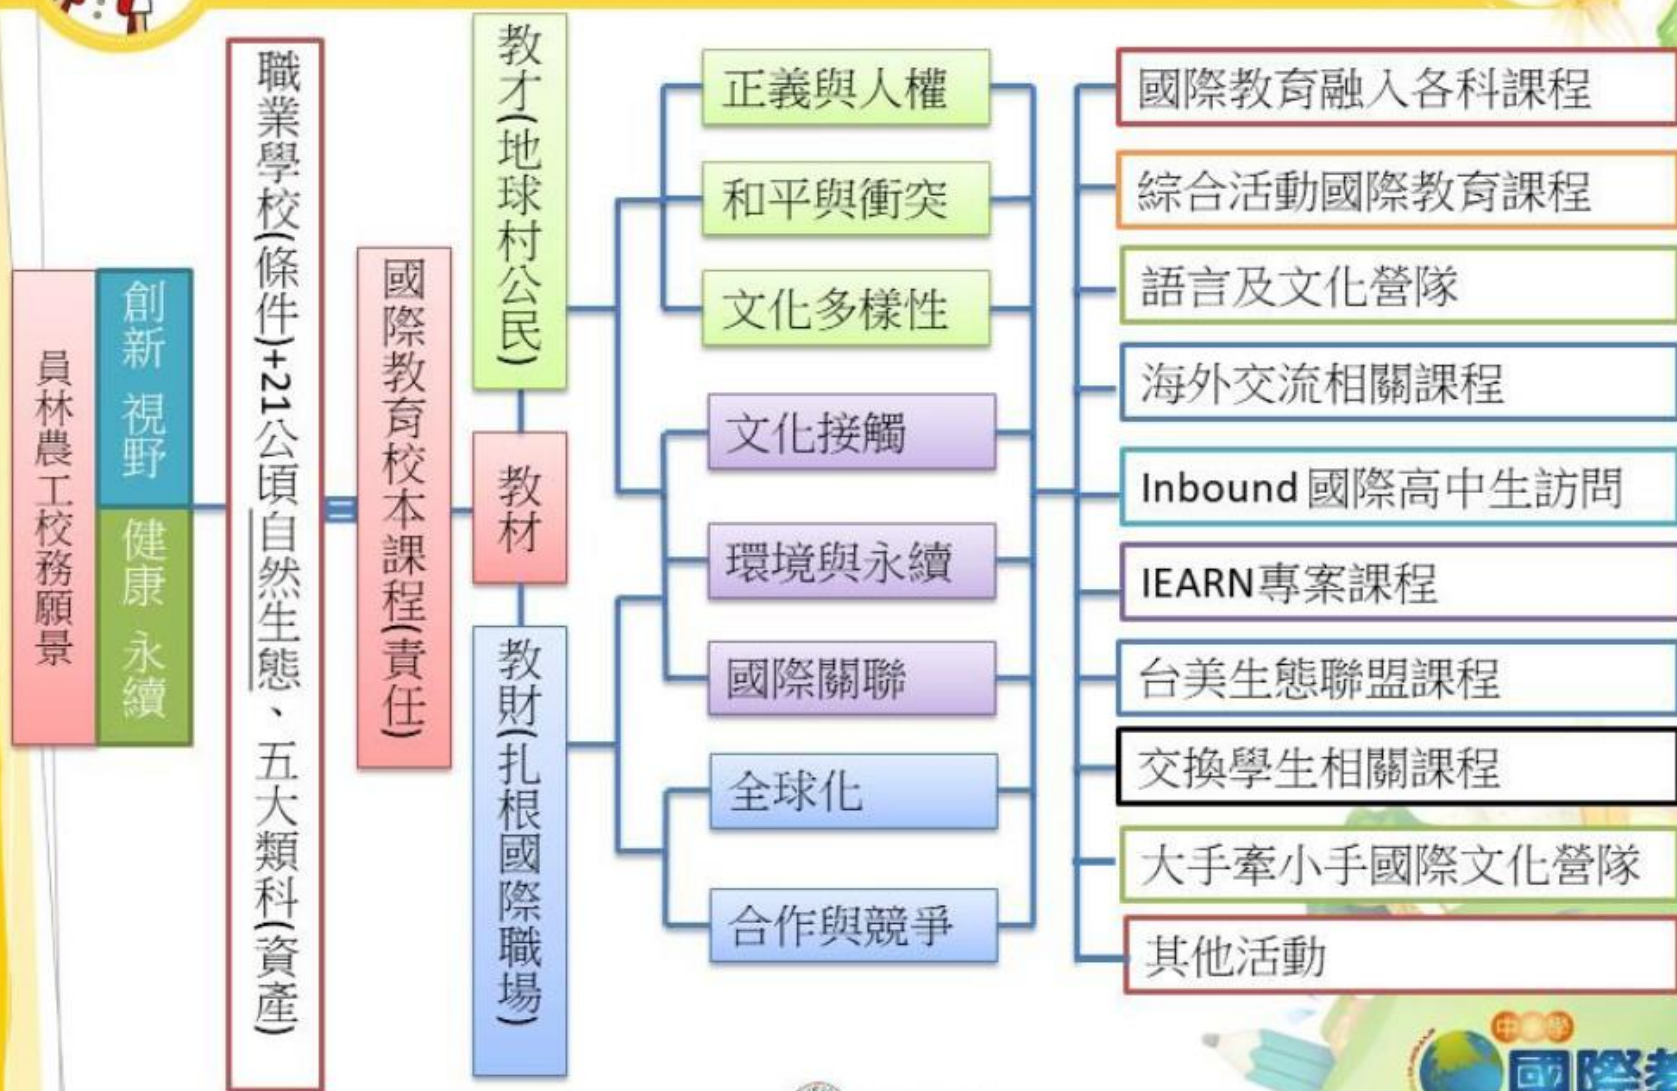 員林農工校務願景
創新 視野
健康 永續
職業學校(條件)+21公頃自然生態、五大類科(資產)
=
國際教育校本課程(責任)
教才(地球村公民)
教材
教財(扎根國際職場)
正義與人權
和平與衝突
文化多樣性
文化接觸
環境與永續
國際關聯
全球化
合作與競爭
國際教育融入各科課程
綜合活動國際教育課程
語言及文化營隊
海外交流相關課程
Inbound 國際高中生訪問
IEARN專案課程
台美生態聯盟課程
交換學生相關課程
大手牽小手國際文化營隊
其他活動
中小學
國際教